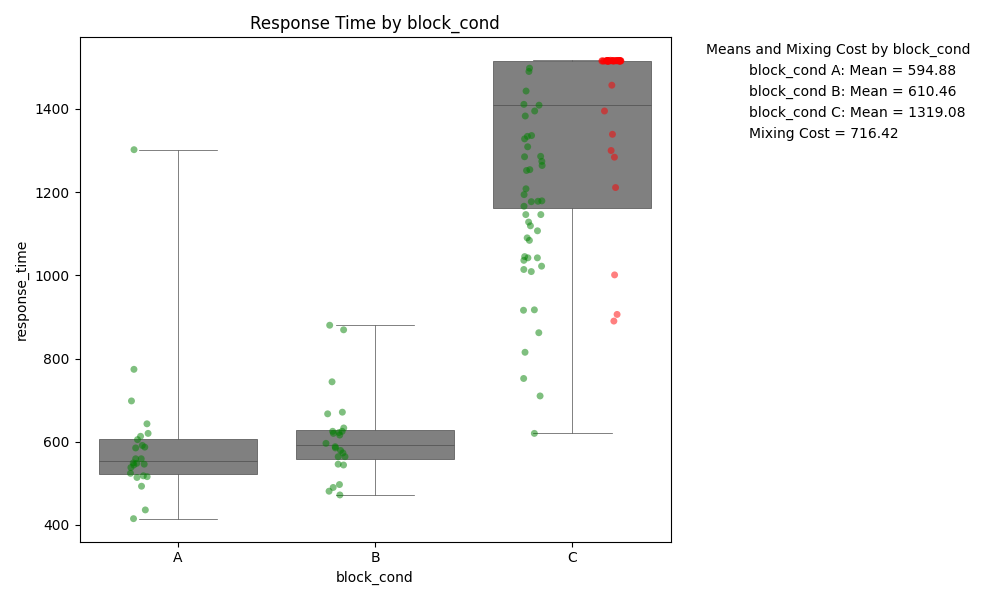 Response Time by block_cond
Means and Mixing Cost by block_cond
block_cond A: Mean = 594.88
block_cond B: Mean = 610.46
block_cond C: Mean = 1319.08
Mixing Cost = 716.42
response_time
1400
1200
1000
800
600
400
A
B
C
block_cond